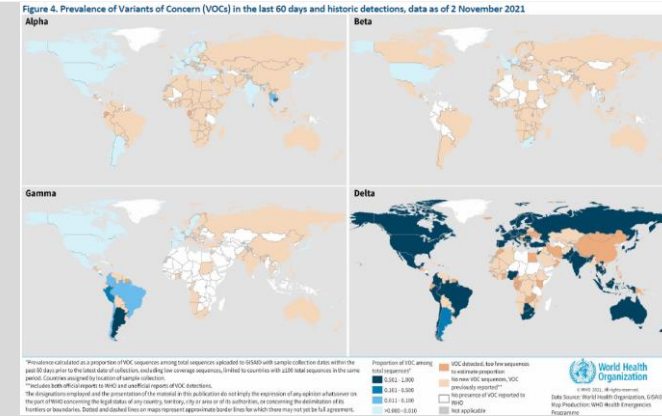 Figure 4. Prevalence of Variants of Concern (VOCs) in the last 60 days and historic detections, data as of 2 November 2021
Alpha
Beta
Gamma
Delta
*Prevalence calculated as a proportion of VOC sequences among total sequences uploaded to GISAID with sample collection dates within the
past 60 days prior to the latest date of collection, excluding low coverage sequences, limited to countries with ≥100 total sequences in the same
period. Countries assigned by location of sample collection.
**Includes both official reports to WHO and unofficial reports of VOC detections.
The designations employed and the presentation of the material in this publication do not imply the expression of any opinion whatsoever on
the part of WHO concerning the legal status of any country, territory, city or area or of its authorities, or concerning the delimitation of its
frontiers or boundaries. Dotted and dashed lines on maps represent approximate border lines for which there may not yet be full agreement.
Proportion of VOC among
total sequences*
0.501 - 1.000
0.101 - 0.500
0.011 - 0.100
>0.000 - 0.010
VOC detected, too few sequences
to estimate proportion
No new VOC sequences, VOC
previously reported**
No presence of VOC reported to
WHO
Not applicable
World Health
Organization
© WHO 2021. All rights reserved.
Data Source: World Health Organization, GISAID
Map Production: WHO Health Emergencies
Programme